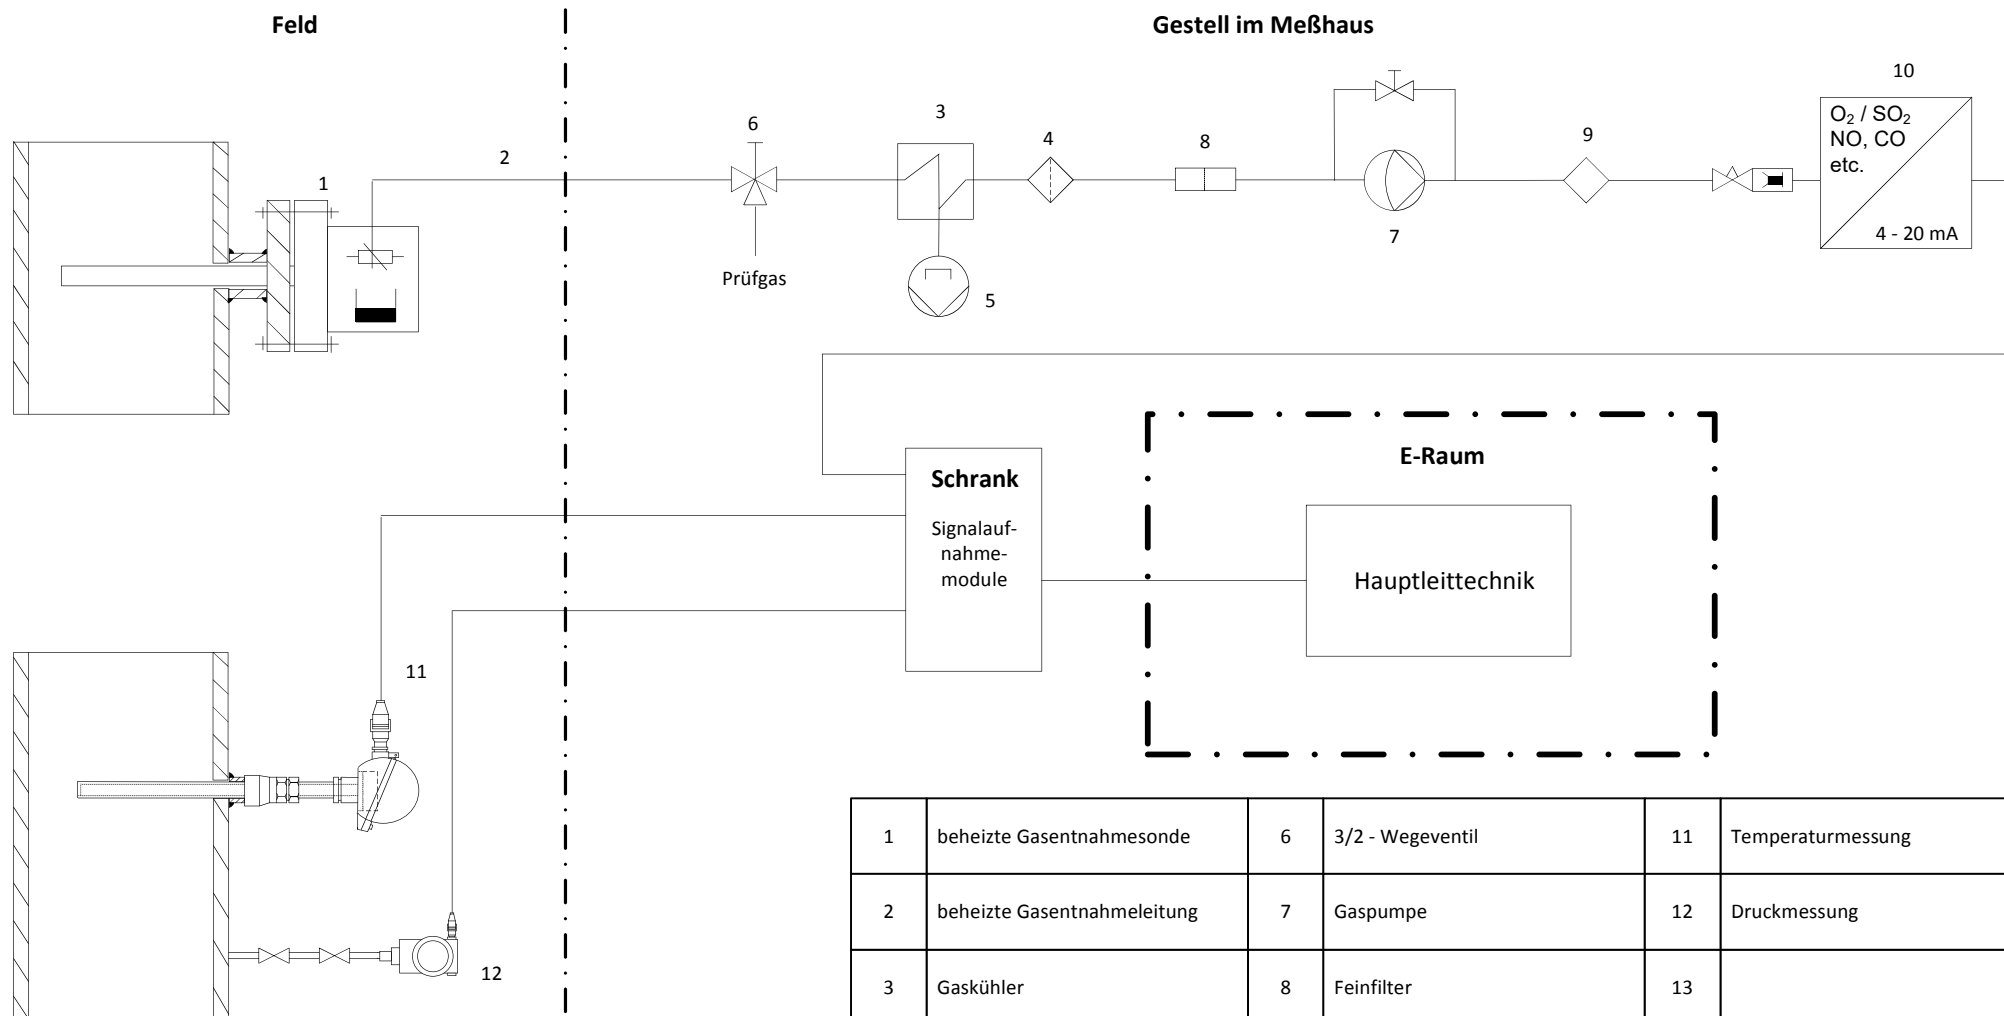 Feld
Gestell im Meßhaus
10
O₂ / SO₂
NO, CO
etc.
4 - 20 mA
3
6
4
8
9
2
1
7
Prüfgas
5
Schrank
Signalauf-
nahme-
module
E-Raum
Hauptleittechnik
11
12
1 beheizte Gasentnahmesonde 6 3/2 - Wegeventil 11 Temperaturmessung
2 beheizte Gasentnahmeleitung 7 Gaspumpe 12 Druckmessung
3 Gaskühler 8 Feinfilter 13